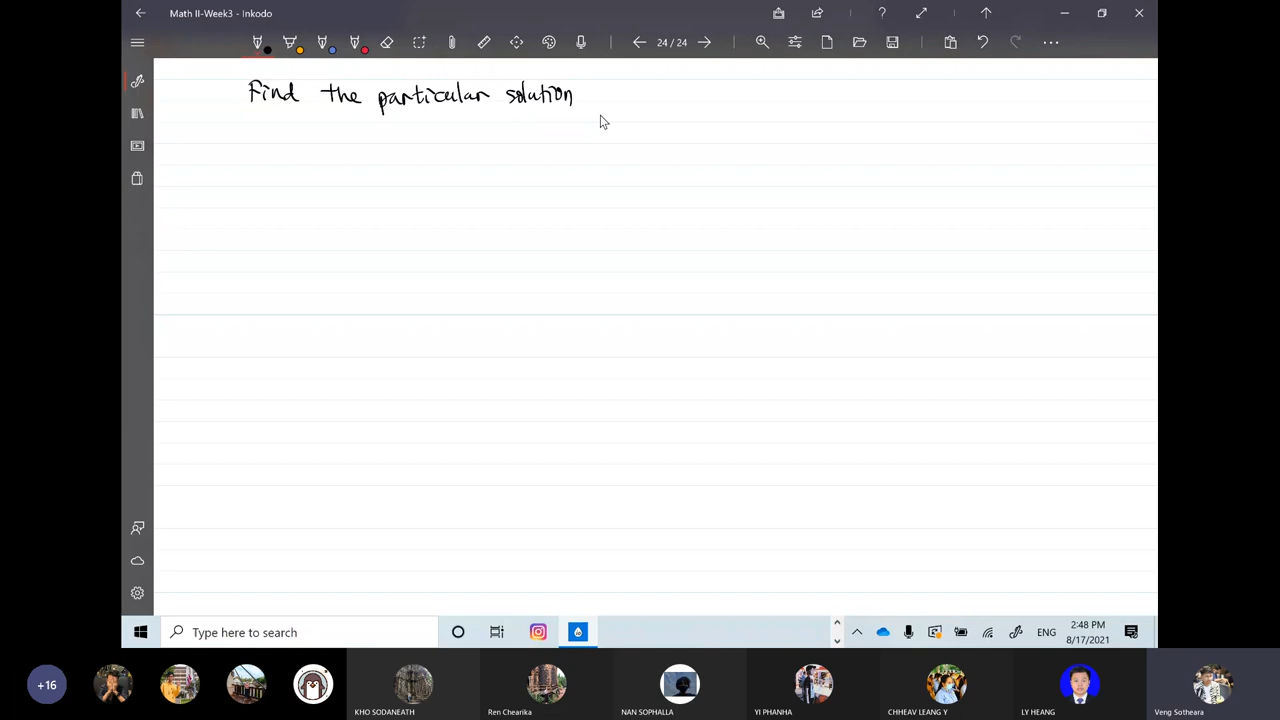 Math II-Week3 - Inkodo
24 / 24
Find the particular solution
Type here to search
ENG
2:48 PM
8/17/2021
+16
KHO SODANEATH
Ren Chearika
NAN SOPHALLA
YI PHANHA
CHHEAV LEANG Y
LY HEANG
Veng Sotheara